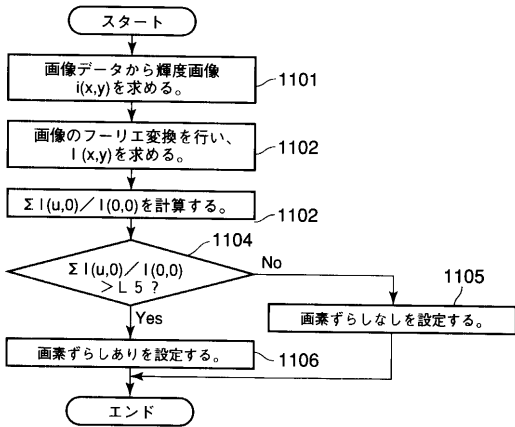 スタート
画像データから輝度画像
i(x,y)を求める。
1101
画像のフーリエ変換を行い、
I(x,y)を求める。
1102
Σ I(u,0)／I(0,0)を計算する。
1102
1104
Σ I(u,0)／I(0,0)
＞L 5 ?
No
1105
Yes
画素ずらしなしを設定する。
画素ずらしありを設定する。
1106
エンド